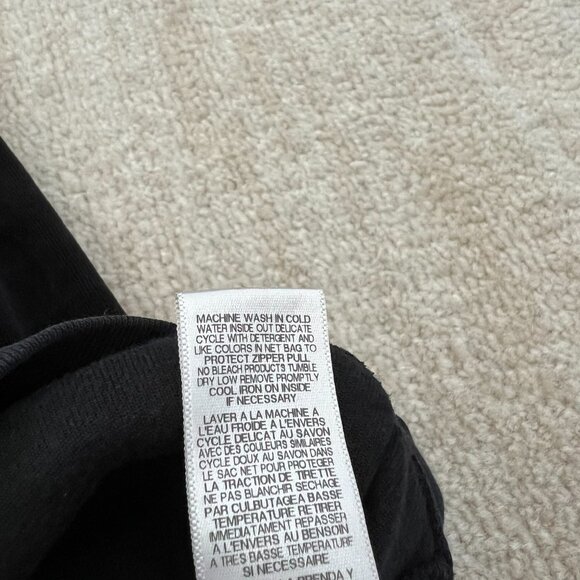 MACHINE WASH IN COLD
WATER INSIDE OUT DELICATE
CYCLE WITH DETERGENT AND
LIKE COLORS IN NET BAG TO
PROTECT ZIPPER PULL
NO BLEACH PRODUCTS TUMBLE
DRY LOW REMOVE PROMPTLY
COOL IRON ON INSIDE
IF NECESSARY
LAVER A LA MACHINE A
L'EAU FROIDE A L'ENVERS
CYCLE DELICAT AU SAVON
AVEC DES COULEURS SIMILAIRES
CYCLE DOUX AU SAVON DANS
LE SAC NET POUR PROTEGER
LA TRACTION DE TIRETTE
NE PAS BLANCHIR SECHAGE
PAR CULBUTAGE A BASSE
TEMPERATURE RETIRER
IMMEDIATAMENT REPASSER
A L'ENVERS AU BENSOIN
A TRES BASSE TEMPERATURE
SI NECESSAIRE
PRENDA Y